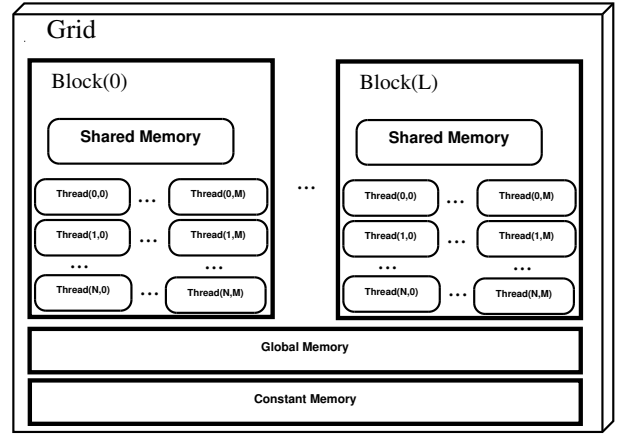 Grid
Block(0)
Shared Memory
Thread(0,0) ... Thread(0,M)
Thread(1,0) ... Thread(1,M)
... ...
Thread(N,0) ... Thread(N,M)
...
Block(L)
Shared Memory
Thread(0,0) ... Thread(0,M)
Thread(1,0) ... Thread(1,M)
... ...
Thread(N,0) ... Thread(N,M)
Global Memory
Constant Memory